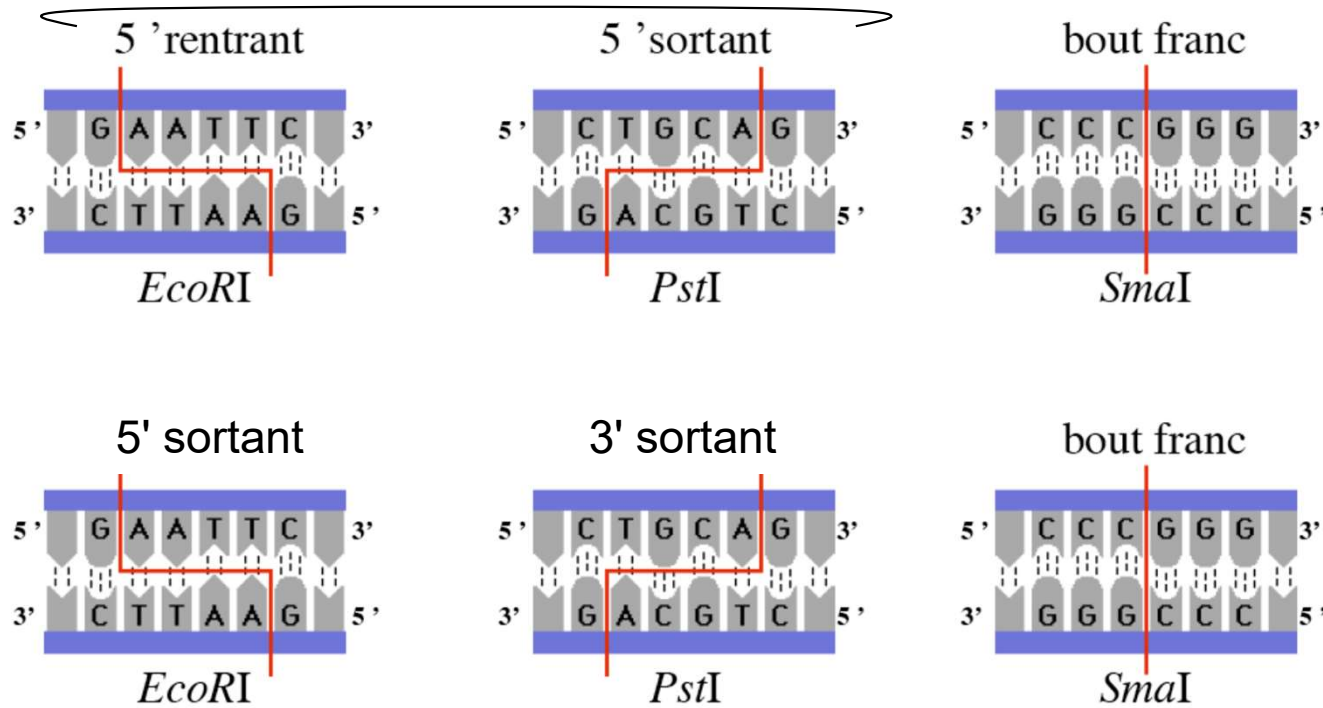 5 ’rentrant 5 ’sortant bout franc
5 ’ G A A T T C 3’ 5 ’ C T G C A G 3’ 5 ’ C C C G G G 3’
3’ C T T A A G 5 ’ 3’ G A C G T C 5 ’ 3’ G G G C C C 5 ’
EcoRI PstI SmaI
5' sortant 3' sortant bout franc
5 ’ G A A T T C 3’ 5 ’ C T G C A G 3’ 5 ’ C C C G G G 3’
3’ C T T A A G 5 ’ 3’ G A C G T C 5 ’ 3’ G G G C C C 5 ’
EcoRI PstI SmaI